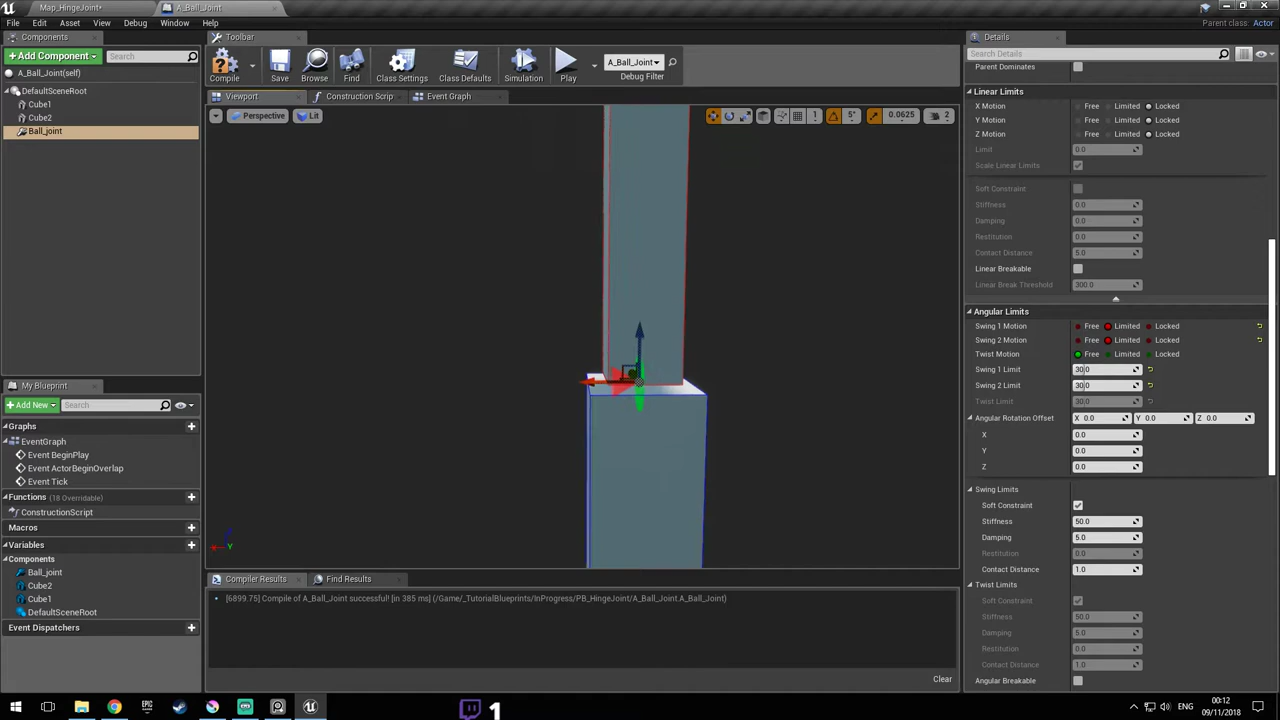 Map_HingeJoint*
A_Ball_Joint
Parent class: Actor
File Edit Asset View Debug Window Help
Components
Add Component
Search
A_Ball_Joint(self)
DefaultSceneRoot
Cube1
Cube2
Ball_joint
My Blueprint
Add New
Search
Graphs
EventGraph
Event BeginPlay
Event ActorBeginOverlap
Event Tick
Functions (18 Overridable)
ConstructionScript
Macros
Variables
Components
Ball_joint
Cube2
Cube1
DefaultSceneRoot
Event Dispatchers
Toolbar
Compile
Save
Browse
Find
Class Settings
Class Defaults
Simulation
Play
A_Ball_Joint
Debug Filter
Viewport
Construction Scrip
Event Graph
Perspective
Lit
1
5°
0.0625
2
Y
Compiler Results
Find Results
[6899.75] Compile of A_Ball_Joint successful! [in 385 ms] (/Game/_TutorialBlueprints/InProgress/PB_HingeJoint/A_Ball_Joint.A_Ball_Joint)
Clear
Details
Search Details
Parent Dominates
Linear Limits
X Motion Free Limited Locked
Y Motion Free Limited Locked
Z Motion Free Limited Locked
Limit 0.0
Scale Linear Limits
Soft Constraint
Stiffness 0.0
Damping 0.0
Restitution 0.0
Contact Distance 5.0
Linear Breakable
Linear Break Threshold 300.0
Angular Limits
Swing 1 Motion Free Limited Locked
Swing 2 Motion Free Limited Locked
Twist Motion Free Limited Locked
Swing 1 Limit 30.0
Swing 2 Limit 30.0
Twist Limit 30.0
Angular Rotation Offset X 0.0 Y 0.0 Z 0.0
X 0.0
Y 0.0
Z 0.0
Swing Limits
Soft Constraint
Stiffness 50.0
Damping 5.0
Restitution 0.0
Contact Distance 1.0
Twist Limits
Soft Constraint
Stiffness 50.0
Damping 5.0
Restitution 0.0
Contact Distance 1.0
Angular Breakable
1
ENG
00:12
09/11/2018